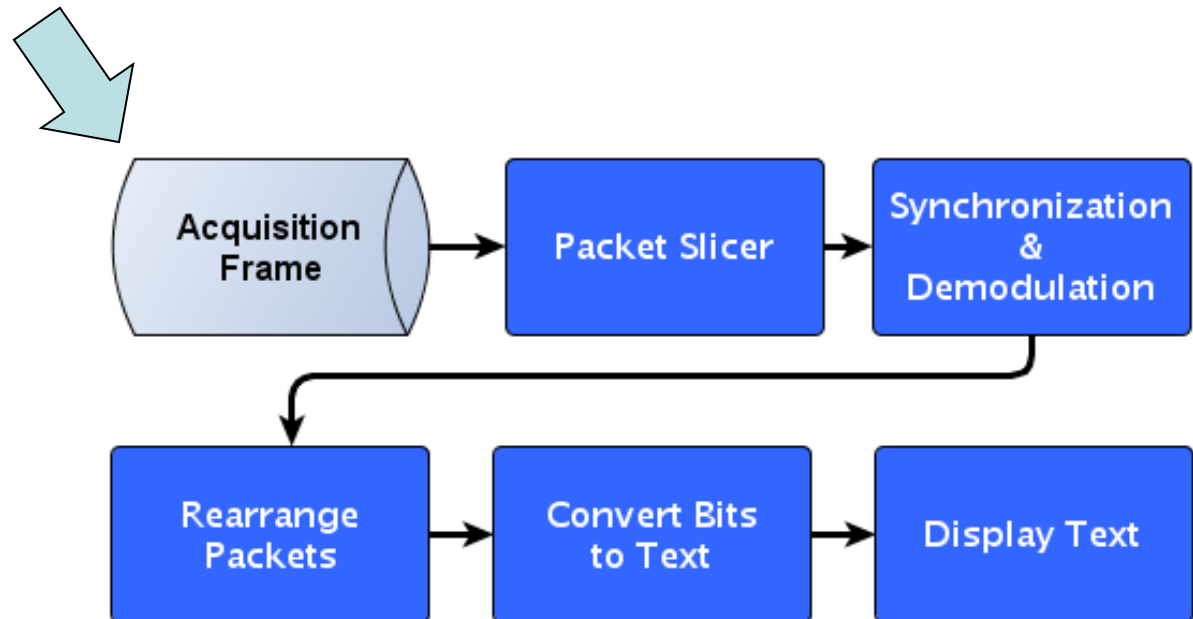 Acquisition
Frame
Packet Slicer
Synchronization
&
Demodulation
Rearrange
Packets
Convert Bits
to Text
Display Text